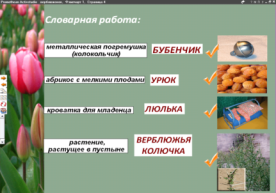 Словарная работа:
металлическая погремушка
(колокольчик)
БУБЕНЧИК
абрикос с мелкими плодами
УРЮК
кроватка для младенца
ЛЮЛЬКА
растение,
растущее в пустыне
ВЕРБЛЮЖЬЯ
КОЛЮЧКА